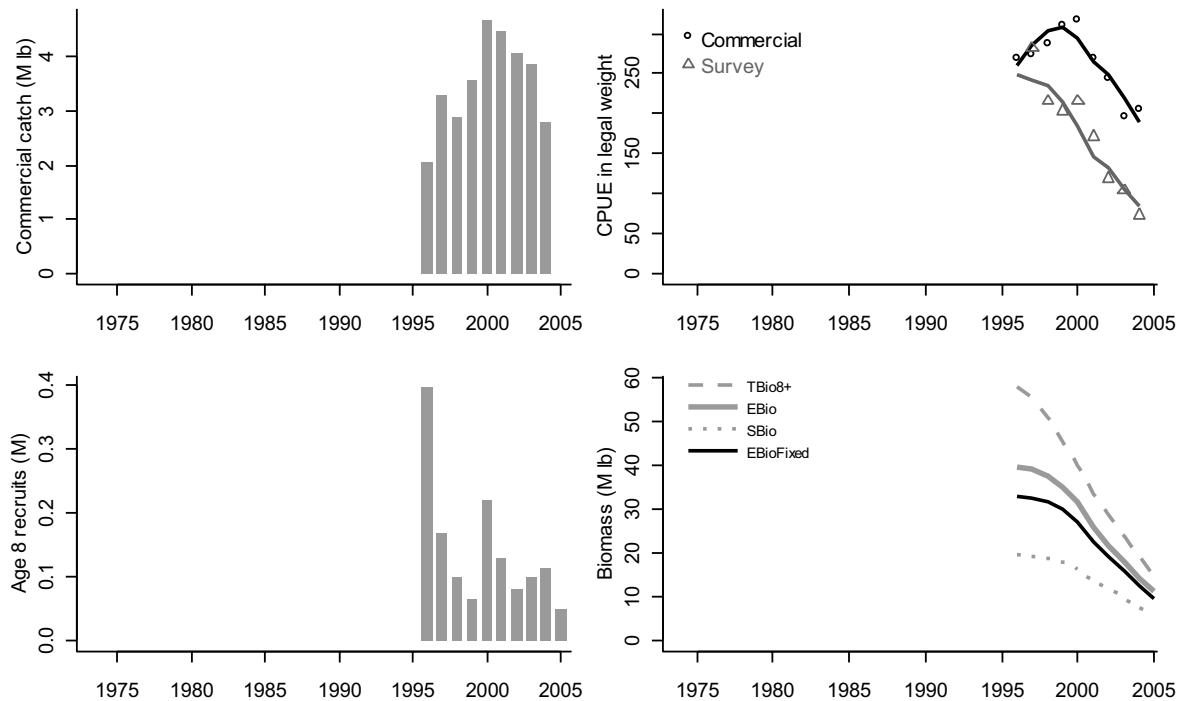 Commercial catch (M lb)
0 1 2 3 4
1975 1980 1985 1990 1995 2000 2005
CPUE in legal weight
0 50 150 250
Commercial
Survey
1975 1980 1985 1990 1995 2000 2005
Age 8 recruits (M)
0.0 0.1 0.2 0.3 0.4
1975 1980 1985 1990 1995 2000 2005
Biomass (M lb)
0 10 20 30 40 50 60
TBio8+
EBio
SBio
EBioFixed
1975 1980 1985 1990 1995 2000 2005